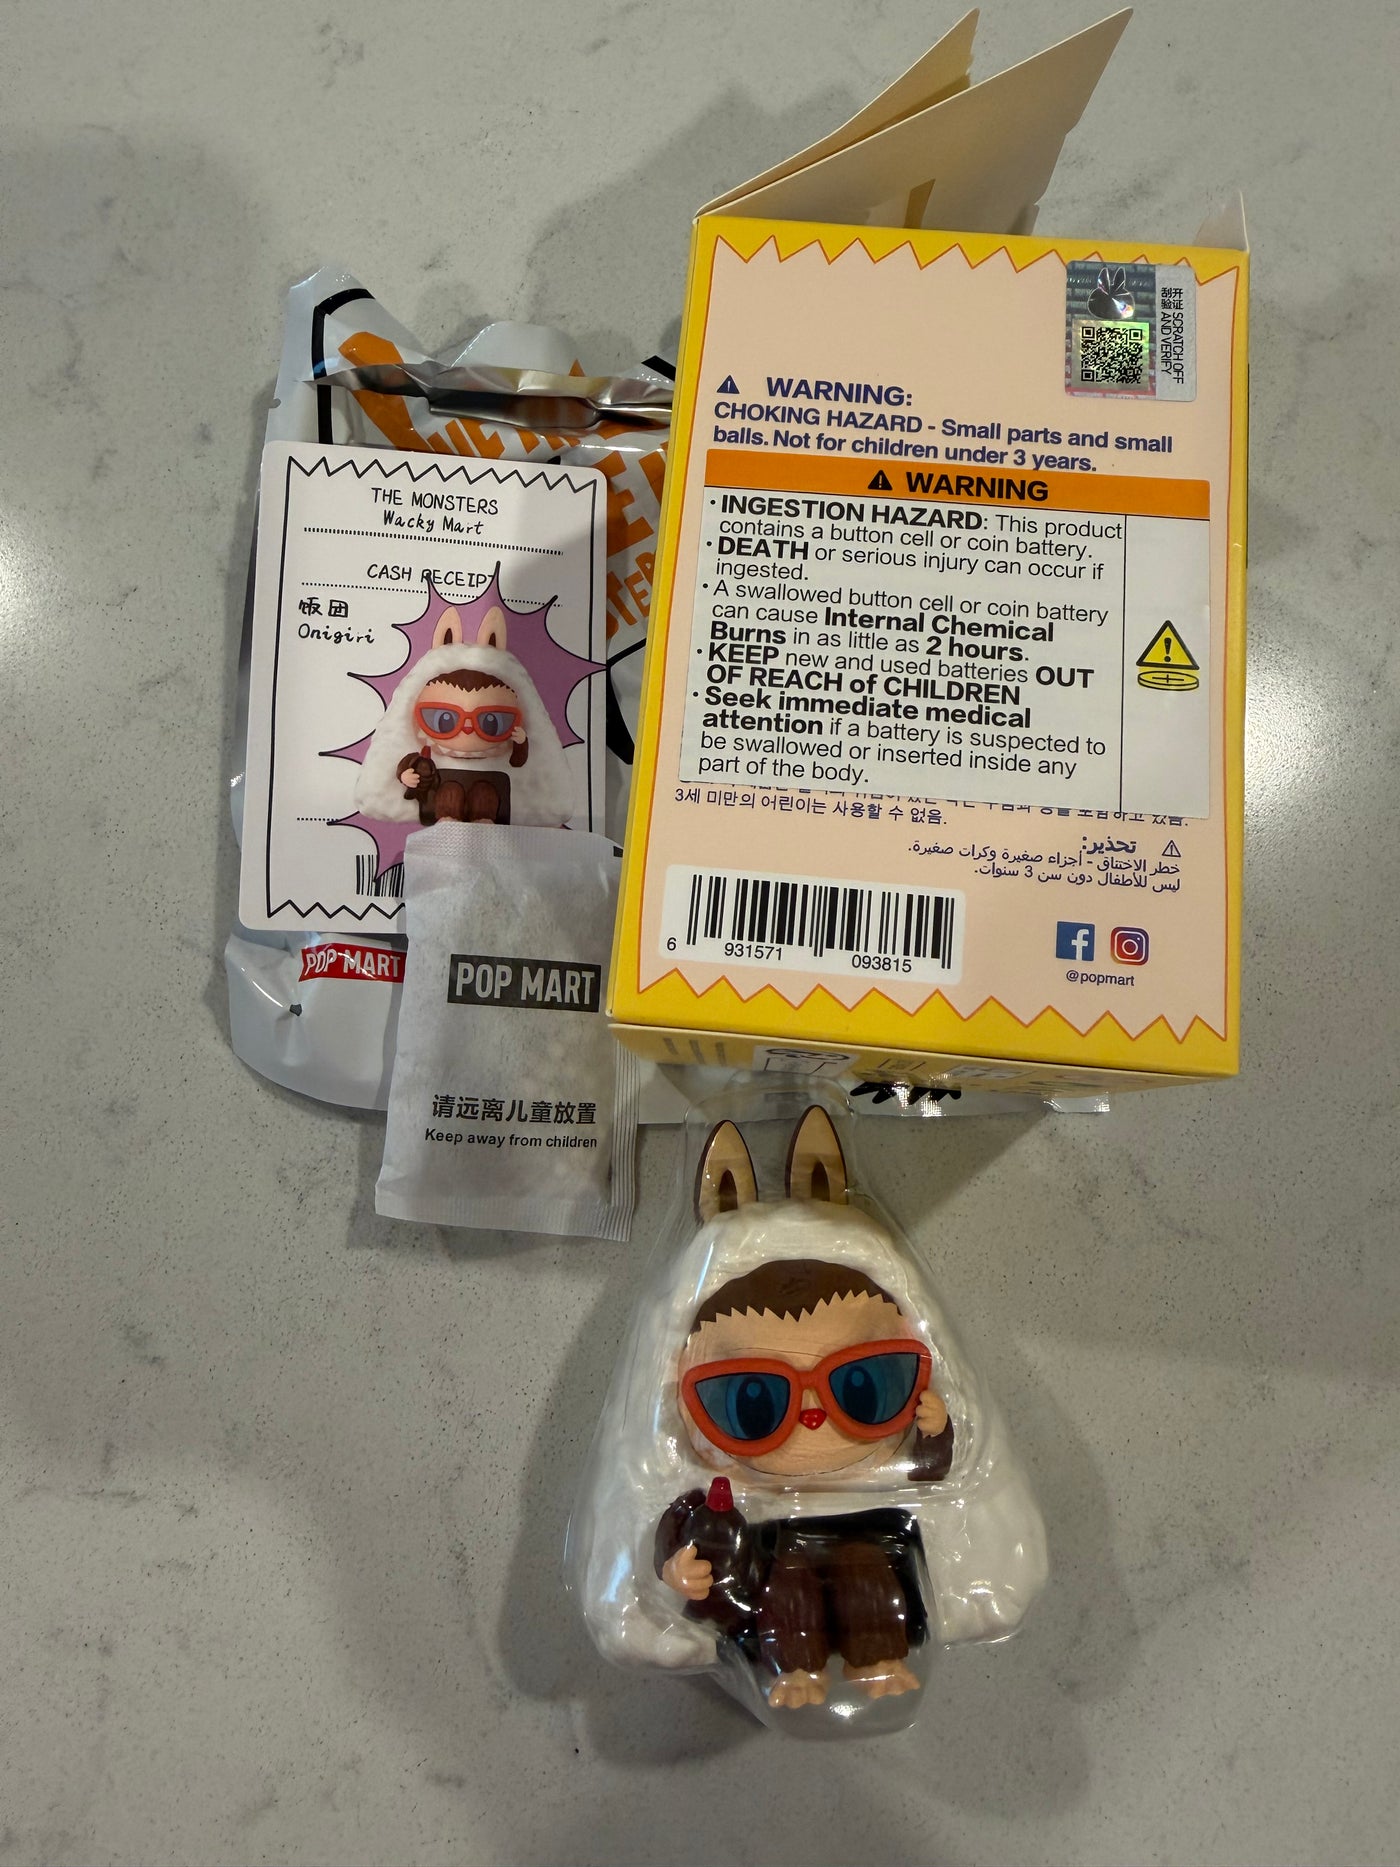 THE MONSTERS
Wacky Mart
CASH RECEIPT
饭团
Onigiri
POP MART
POP MART
请远离儿童放置
Keep away from children
刮开
验证
SCRATCH OFF
AND VERIFY
WARNING:
CHOKING HAZARD - Small parts and small
balls. Not for children under 3 years.
WARNING
· INGESTION HAZARD: This product
contains a button cell or coin battery.
· DEATH or serious injury can occur if
ingested.
· A swallowed button cell or coin battery
can cause Internal Chemical
Burns in as little as 2 hours.
· KEEP new and used batteries OUT
OF REACH of CHILDREN
· Seek immediate medical
attention if a battery is suspected to
be swallowed or inserted inside any
part of the body.
3세 미만의 어린이는 사용할 수 없음.
تحذير:
خطر الاختناق - أجزاء صغيرة وكرات صغيرة.
ليس للأطفال دون سن 3 سنوات.
6 931571 093815
@popmart